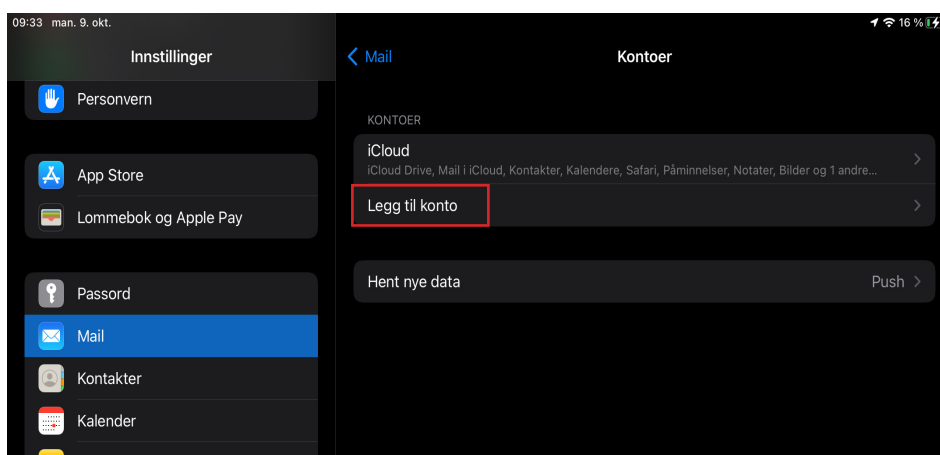 09:33 man. 9. okt.
16 %
Innstillinger
Personvern
App Store
Lommebok og Apple Pay
Passord
Mail
Kontakter
Kalender
Mail
Kontoer
KONTOER
iCloud
iCloud Drive, Mail i iCloud, Kontakter, Kalendere, Safari, Påminnelser, Notater, Bilder og 1 andre...
Legg til konto
Hent nye data
Push